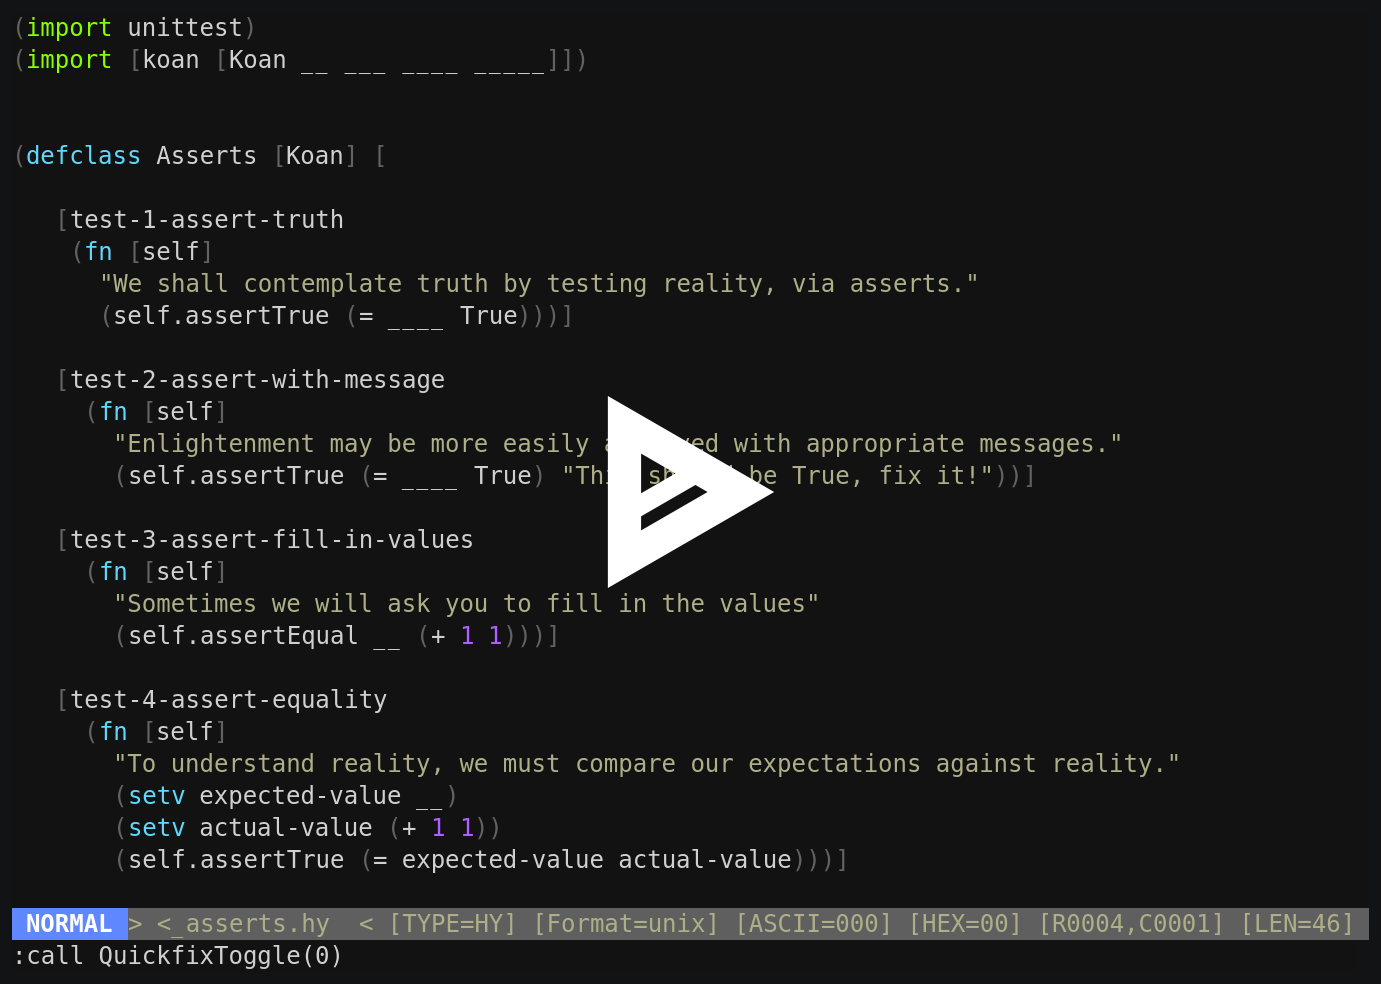 (import unittest)
(import [koan [Koan __ ___ ____ _____]])
(defclass Asserts [Koan] [
[test-1-assert-truth
(fn [self]
"We shall contemplate truth by testing reality, via asserts."
(self.assertTrue (= ____ True)))]
[test-2-assert-with-message
(fn [self]
"Enlightenment may be more easily with appropriate messages."
(self.assertTrue (= ____ True) "This be True, fix it!"))]
[test-3-assert-fill-in-values
(fn [self]
"Sometimes we will ask you to fill in the values"
(self.assertEqual __ (+ 1 1)))]
[test-4-assert-equality
(fn [self]
"To understand reality, we must compare our expectations against reality."
(setv expected-value __)
(setv actual-value (+ 1 1))
(self.assertTrue (= expected-value actual-value)))]
NORMAL > <_asserts.hy < [TYPE=HY] [Format=unix] [ASCII=000] [HEX=00] [R0004,C0001] [LEN=46]
:call QuickfixToggle(0)